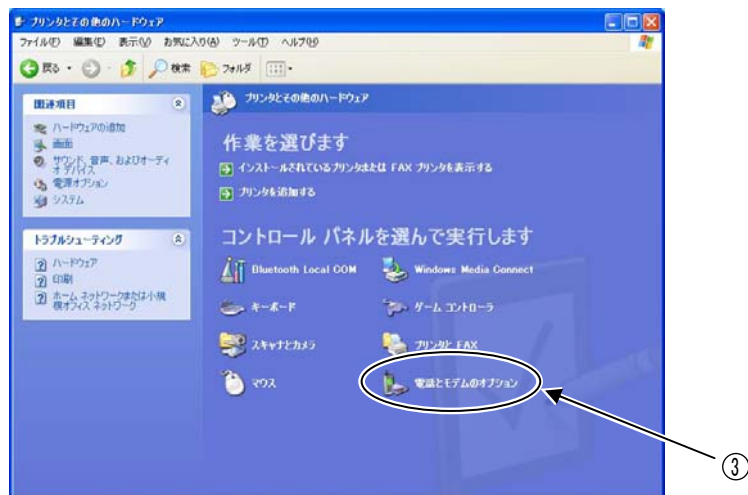 プリンタとその他のハードウェア
ファイル(F) 編集(E) 表示(V) お気に入り(A) ツール(T) ヘルプ(H)
戻る 検索 フォルダ
関連項目
ハードウェアの追加
画面
サウンド、音声、およびオーディ
オ デバイス
電源オプション
システム
トラブルシューティング
ハードウェア
印刷
ホーム ネットワークまたは小規
模オフィス ネットワーク
プリンタとその他のハードウェア
作業を選びます
インストールされているプリンタまたは FAX プリンタを表示する
プリンタを追加する
コントロール パネルを選んで実行します
Bluetooth Local COM Windows Media Connect
キーボード ゲーム コントローラ
スキャナとカメラ プリンタと FAX
マウス 電話とモデムのオプション
③